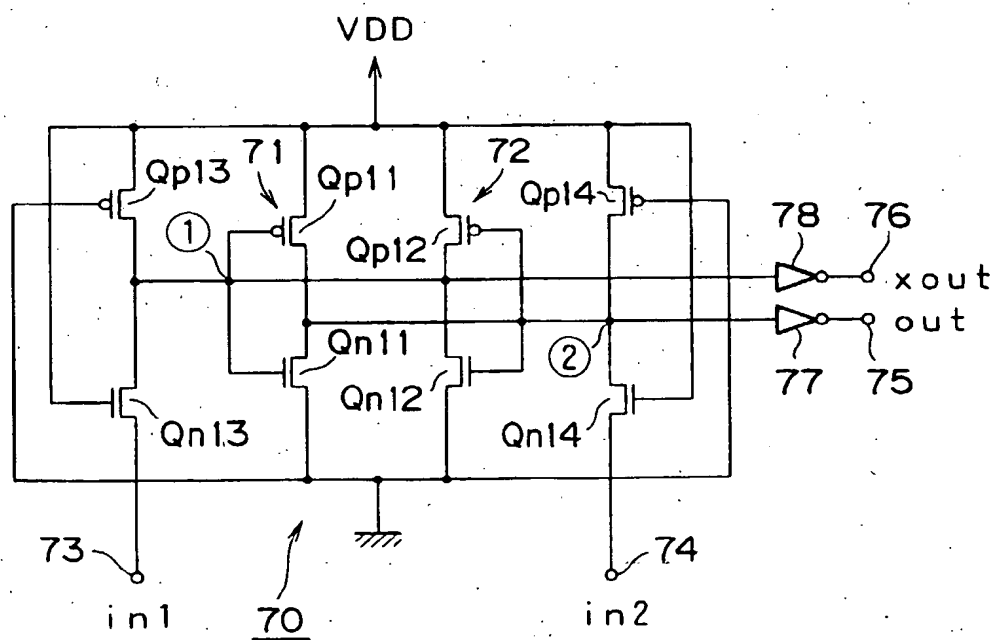 VDD
71
72
Qp13
Qp11
Qp14
Qp12
78
76
①
xout
out
②
Qn11
Qn12
77
75
Qn13
Qn14
73
74
in1
70
in2